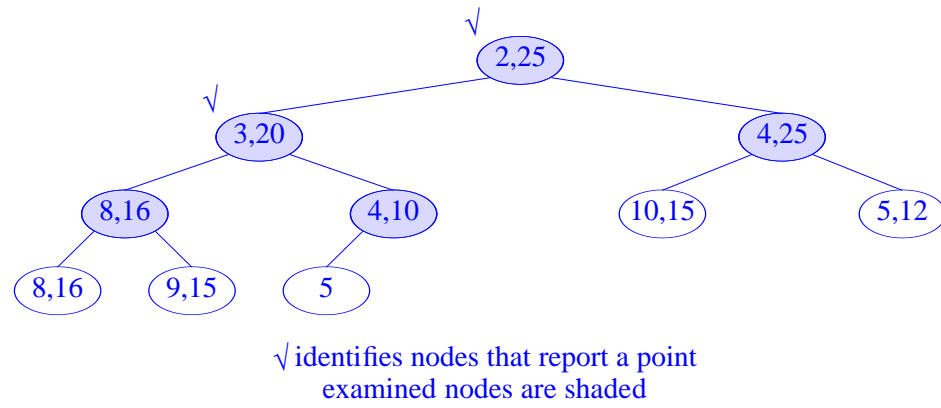 √
2,25
√
3,20 4,25
8,16 4,10 10,15 5,12
8,16 9,15 5
√ identifies nodes that report a point
examined nodes are shaded